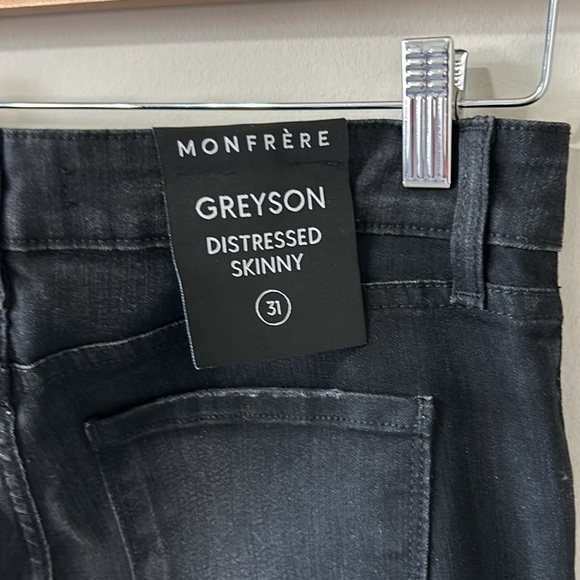 MONFRÈRE
GREYSON
DISTRESSED
SKINNY
31